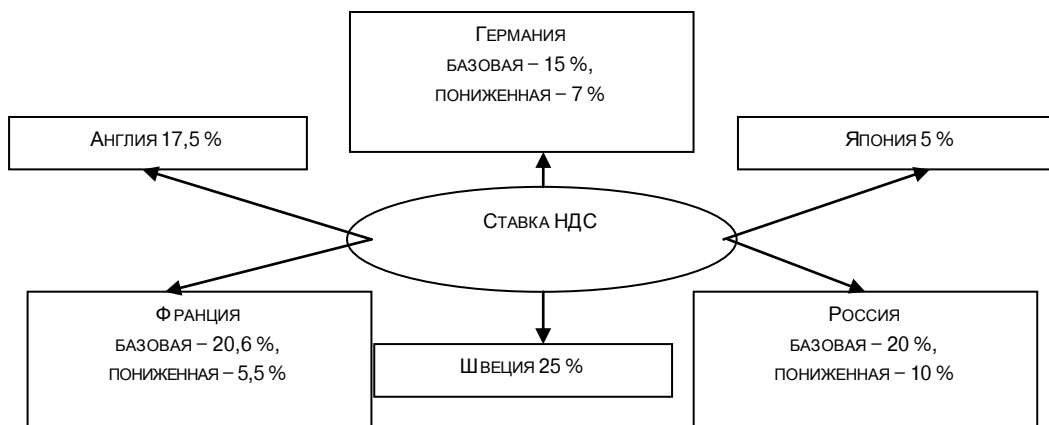 Германия
базовая – 15 %,
пониженная – 7 %
Англия 17,5 %
Япония 5 %
Ставка НДС
Франция
базовая – 20,6 %,
пониженная – 5,5 %
Швеция 25 %
Россия
базовая – 20 %,
пониженная – 10 %